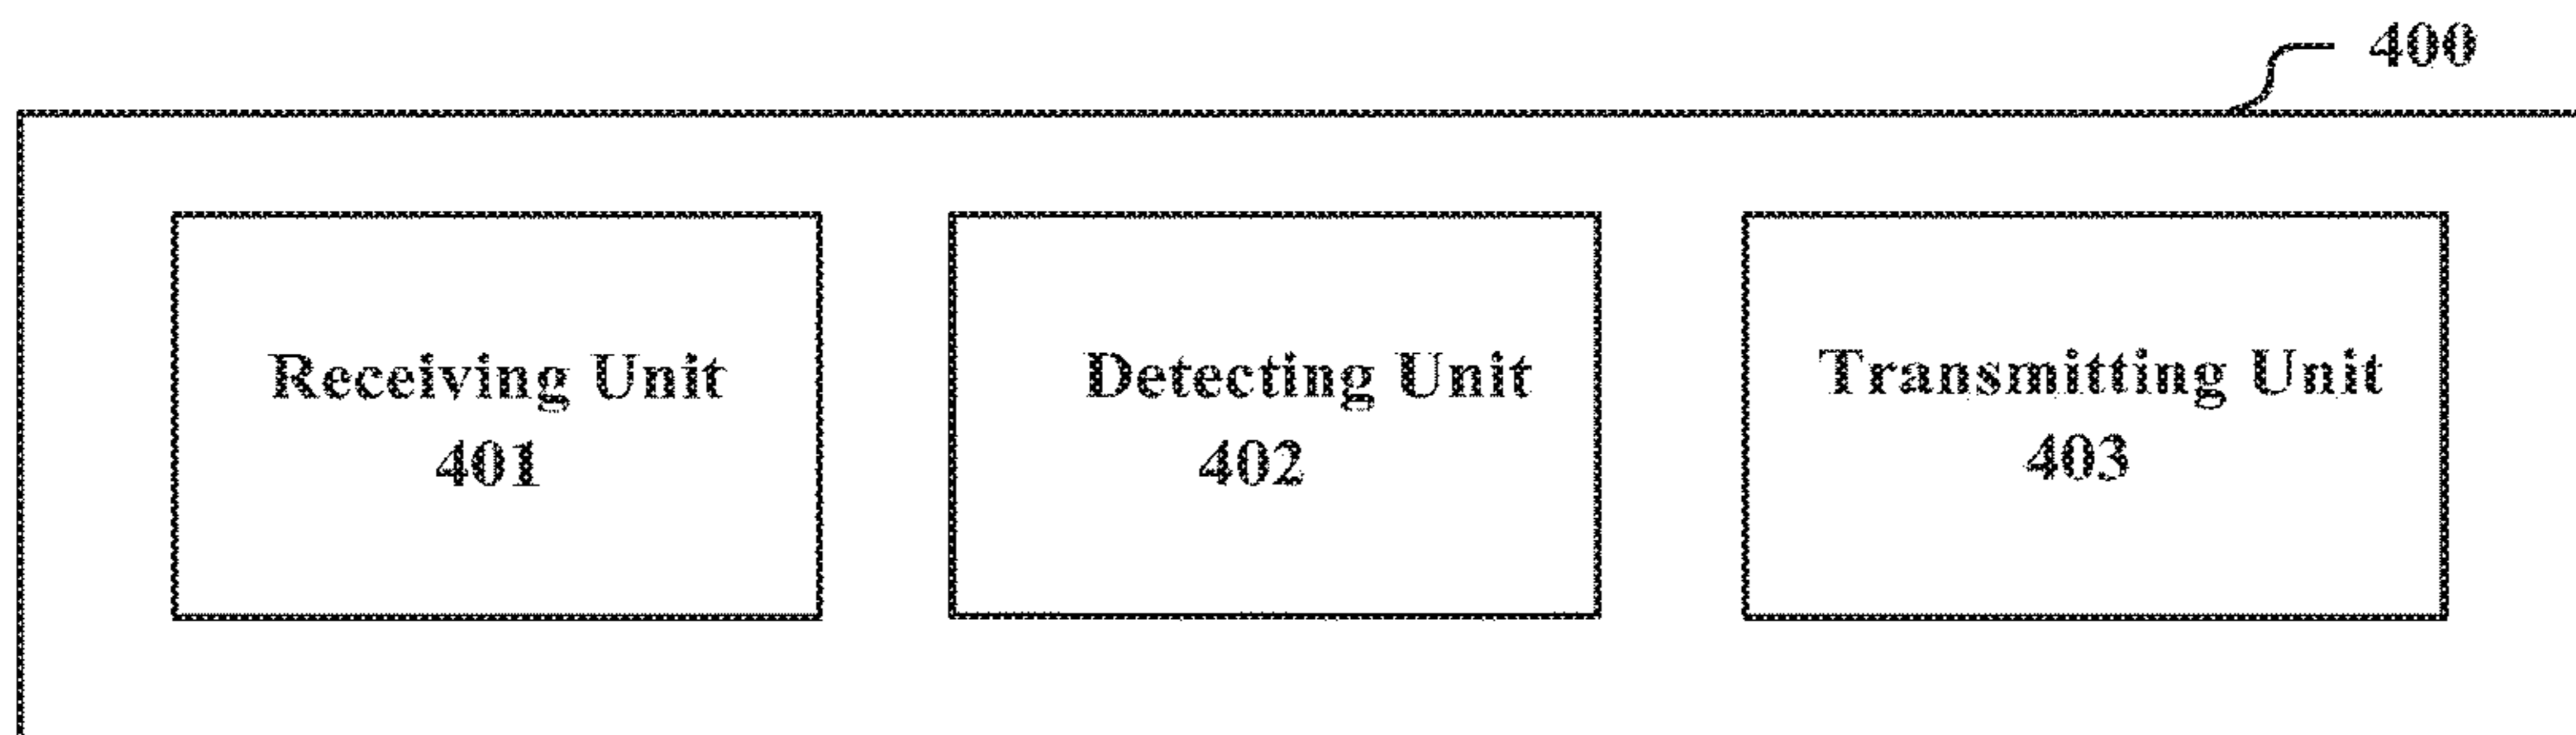 400
Receiving Unit
401
Detecting Unit
402
Transmitting Unit
403